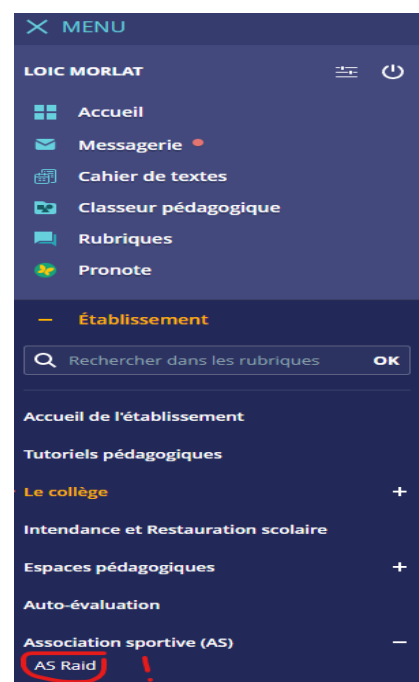 MENU
LOIC MORLAT
Accueil
Messagerie
Cahier de textes
Classeur pédagogique
Rubriques
Pronote
Établissement
Rechercher dans les rubriques OK
Accueil de l'établissement
Tutoriels pédagogiques
Le collège +
Intendance et Restauration scolaire
Espaces pédagogiques +
Auto-évaluation
Association sportive (AS) −
AS Raid !